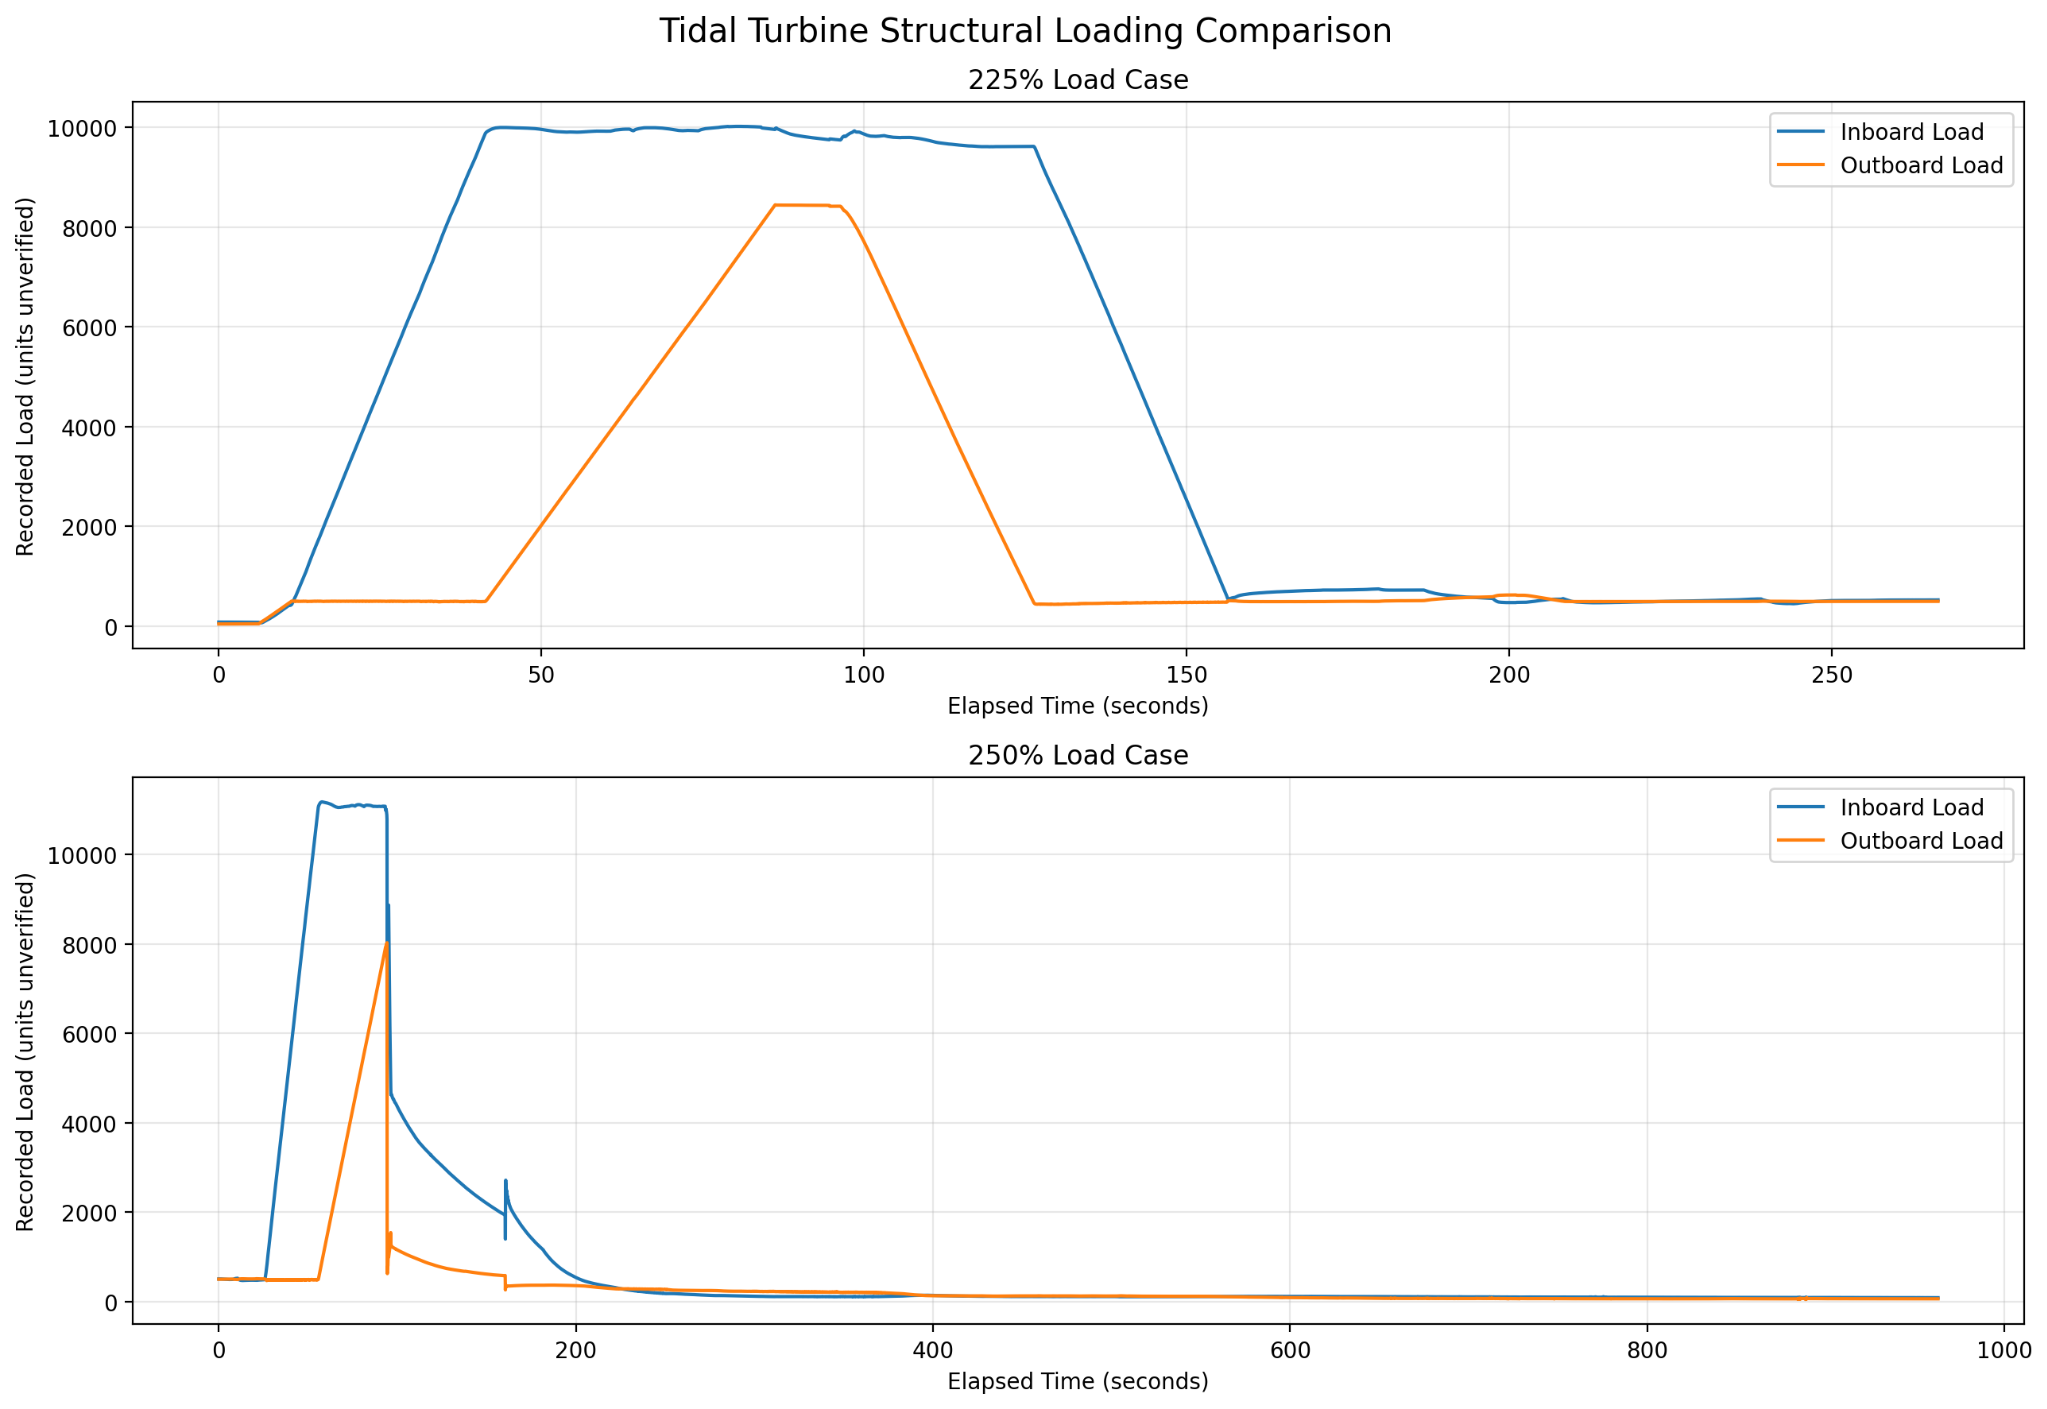 Tidal Turbine Structural Loading Comparison
225% Load Case
Recorded Load (units unverified)
10000
8000
6000
4000
2000
0
Inboard Load
Outboard Load
0 50 100 150 200 250
Elapsed Time (seconds)
250% Load Case
Recorded Load (units unverified)
10000
8000
6000
4000
2000
0
Inboard Load
Outboard Load
0 200 400 600 800 1000
Elapsed Time (seconds)